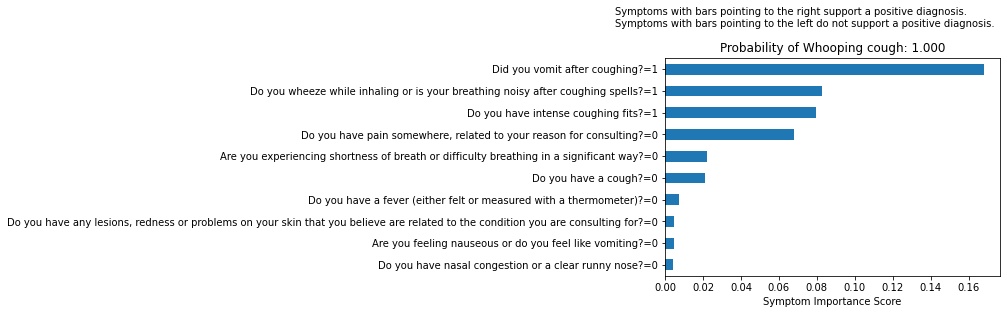 Symptoms with bars pointing to the right support a positive diagnosis.
Symptoms with bars pointing to the left do not support a positive diagnosis.
Probability of Whooping cough: 1.000
Did you vomit after coughing?=1
Do you wheeze while inhaling or is your breathing noisy after coughing spells?=1
Do you have intense coughing fits?=1
Do you have pain somewhere, related to your reason for consulting?=0
Are you experiencing shortness of breath or difficulty breathing in a significant way?=0
Do you have a cough?=0
Do you have a fever (either felt or measured with a thermometer)?=0
Do you have any lesions, redness or problems on your skin that you believe are related to the condition you are consulting for?=0
Are you feeling nauseous or do you feel like vomiting?=0
Do you have nasal congestion or a clear runny nose?=0
0.00 0.02 0.04 0.06 0.08 0.10 0.12 0.14 0.16
Symptom Importance Score